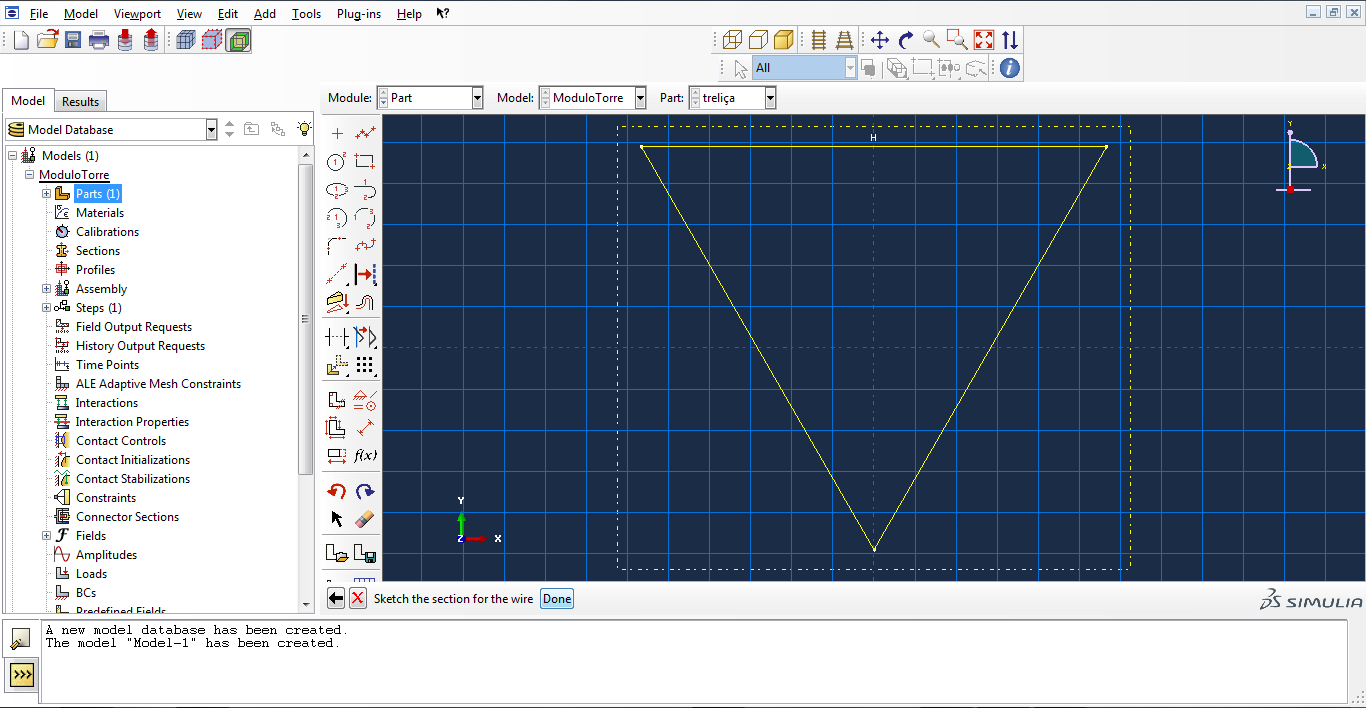 File Model Viewport View Edit Add Tools Plug-ins Help ?
All i
Model Results Module: Part Model: ModuloTorre Part: treliça
Model Database
Models (1)
ModuloTorre
Parts (1)
Materials
Calibrations
Sections
Profiles
Assembly
Steps (1)
Field Output Requests
History Output Requests
Time Points
ALE Adaptive Mesh Constraints
Interactions
Interaction Properties
Contact Controls
Contact Initializations
Contact Stabilizations
Constraints
Connector Sections
Fields
Amplitudes
Loads
BCs
Predefined Fields
f(x)
H
Y
X
Y
Z X
Sketch the section for the wire Done
SIMULIA
A new model database has been created.
The model "Model-1" has been created.
>>>